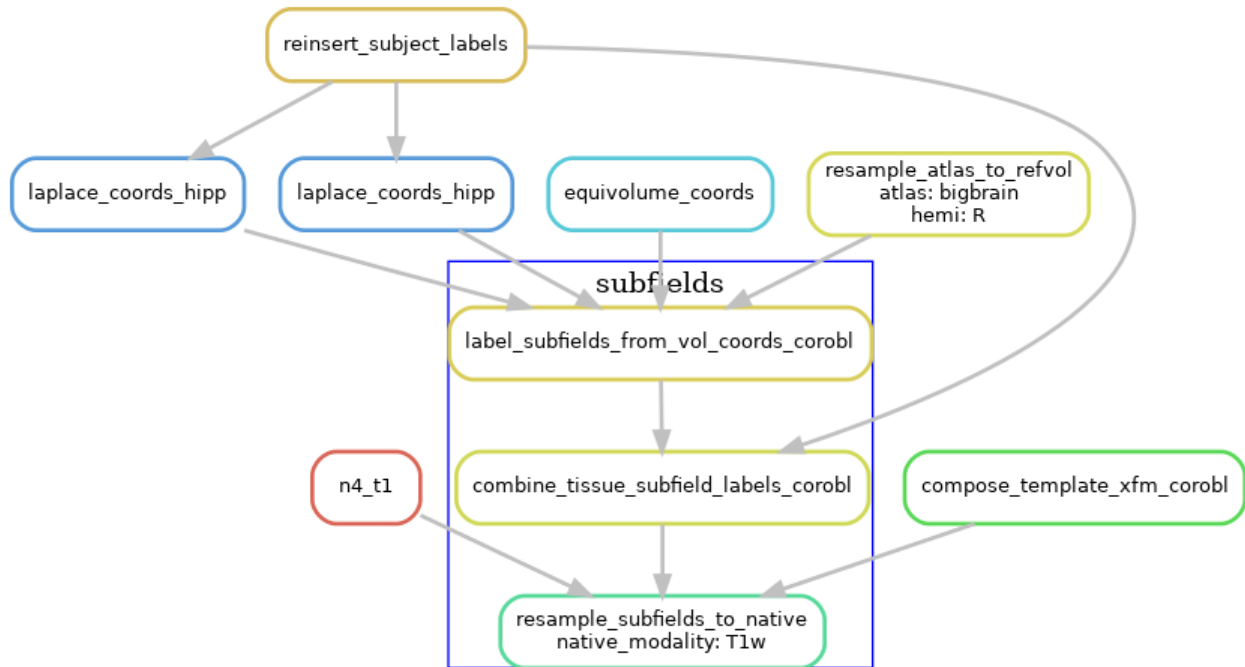 reinsert_subject_labels
laplace_coords_hipp
laplace_coords_hipp
equivolume_coords
resample_atlas_to_refvol
atlas: bigbrain
hemi: R
subfields
label_subfields_from_vol_coords_corobl
n4_t1
combine_tissue_subfield_labels_corobl
compose_template_xfm_corobl
resample_subfields_to_native
native_modality: T1w